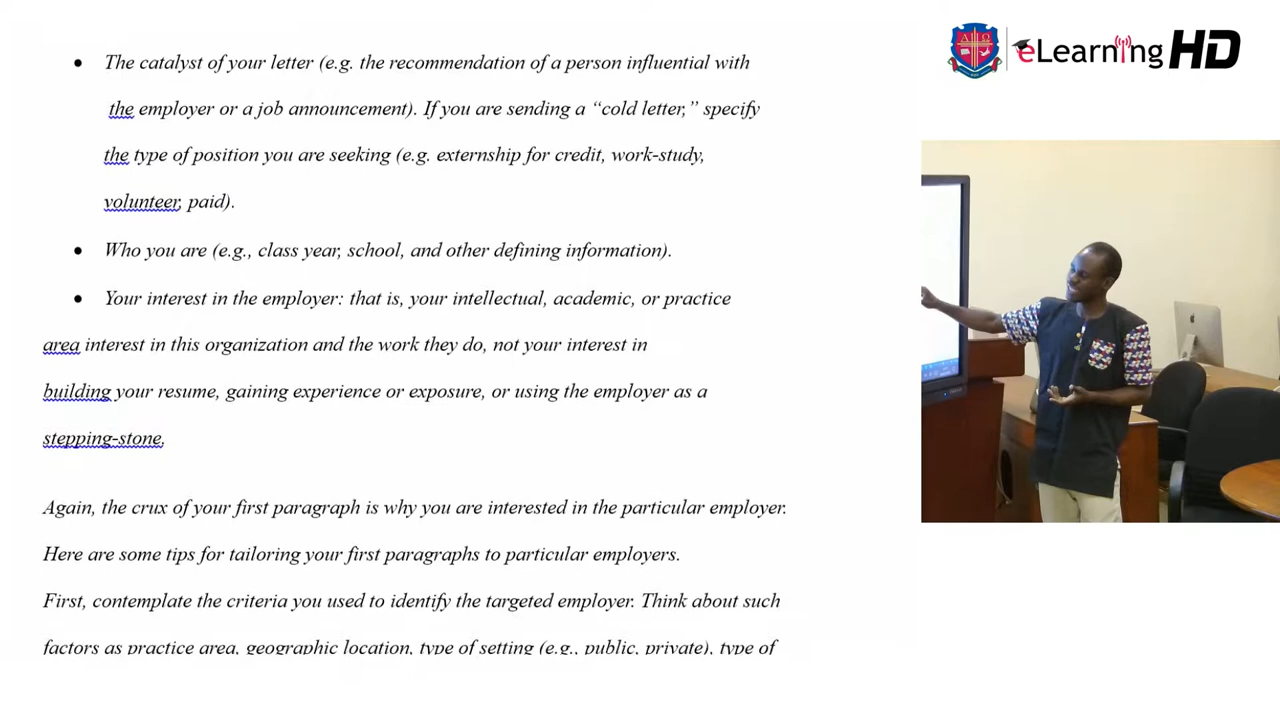 The catalyst of your letter (e.g. the recommendation of a person influential with
the employer or a job announcement). If you are sending a “cold letter,” specify
the type of position you are seeking (e.g. externship for credit, work-study,
volunteer, paid).
Who you are (e.g., class year, school, and other defining information).
Your interest in the employer: that is, your intellectual, academic, or practice
area interest in this organization and the work they do, not your interest in
building your resume, gaining experience or exposure, or using the employer as a
stepping-stone.
Again, the crux of your first paragraph is why you are interested in the particular employer.
Here are some tips for tailoring your first paragraphs to particular employers.
First, contemplate the criteria you used to identify the targeted employer. Think about such
factors as practice area, geographic location, type of setting (e.g., public, private), type of
eLearning HD